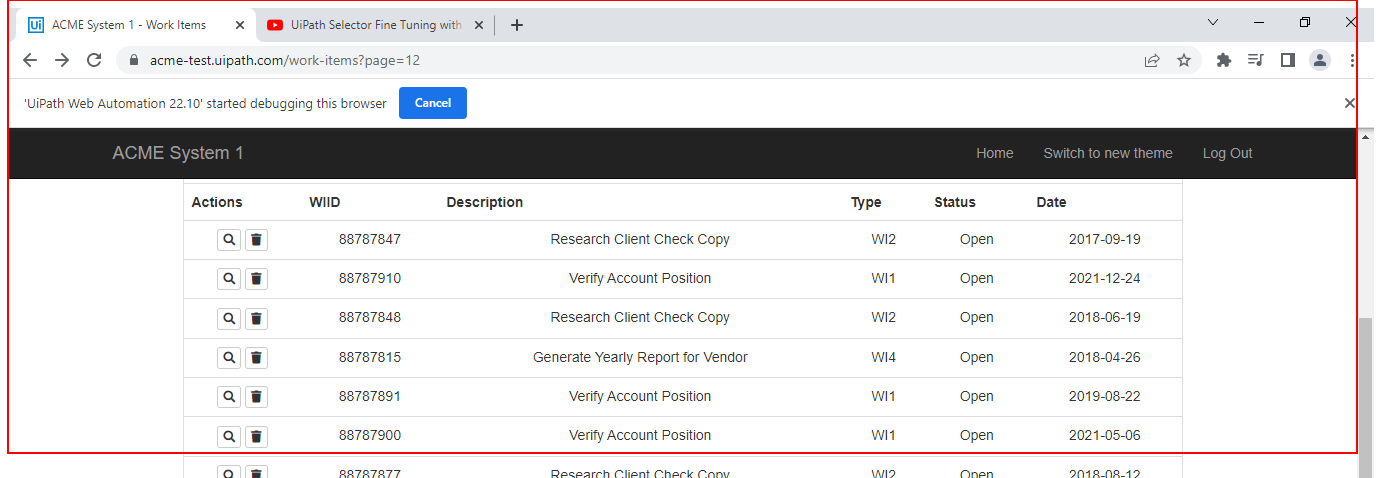 Ui ACME System 1 - Work Items UiPath Selector Fine Tuning with
acme-test.uipath.com/work-items?page=12
'UiPath Web Automation 22.10' started debugging this browser Cancel
ACME System 1 Home Switch to new theme Log Out
Actions WIID Description Type Status Date
88787847 Research Client Check Copy WI2 Open 2017-09-19
88787910 Verify Account Position WI1 Open 2021-12-24
88787848 Research Client Check Copy WI2 Open 2018-06-19
88787815 Generate Yearly Report for Vendor WI4 Open 2018-04-26
88787891 Verify Account Position WI1 Open 2019-08-22
88787900 Verify Account Position WI1 Open 2021-05-06
88787877 Research Client Check Copy WI2 Open 2018-08-12